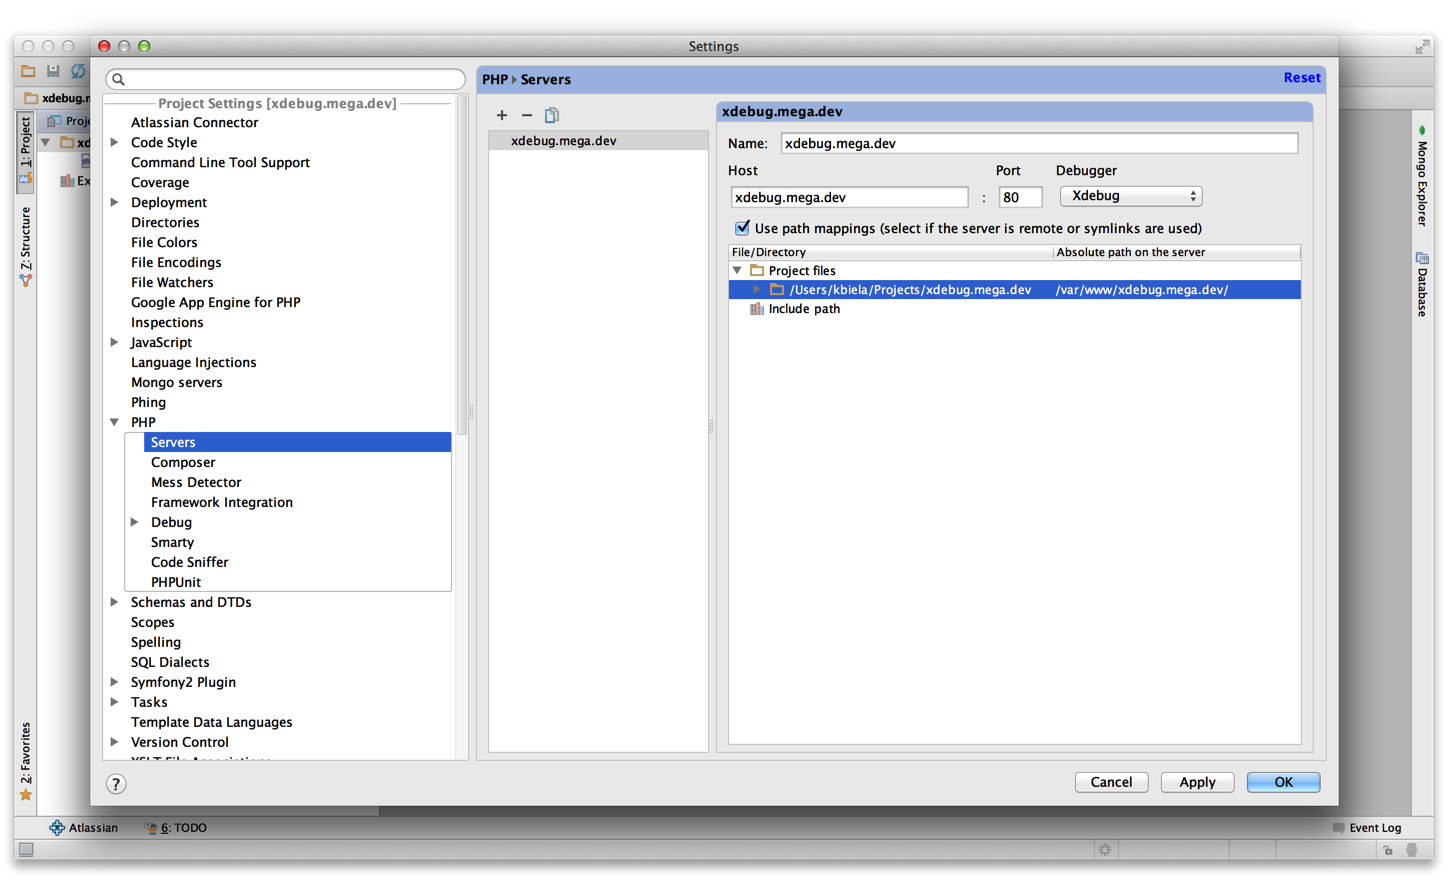 Settings
xdebug.m
PHP ▸ Servers
Reset
Project Settings [xdebug.mega.dev]
Atlassian Connector
Code Style
Command Line Tool Support
Coverage
Deployment
Directories
File Colors
File Encodings
File Watchers
Google App Engine for PHP
Inspections
JavaScript
Language Injections
Mongo servers
Phing
PHP
Servers
Composer
Mess Detector
Framework Integration
Debug
Smarty
Code Sniffer
PHPUnit
Schemas and DTDs
Scopes
Spelling
SQL Dialects
Symfony2 Plugin
Tasks
Template Data Languages
Version Control
xdebug.mega.dev
xdebug.mega.dev
Name: xdebug.mega.dev
Host Port Debugger
xdebug.mega.dev : 80 Xdebug
Use path mappings (select if the server is remote or symlinks are used)
File/Directory Absolute path on the server
Project files
/Users/kbiela/Projects/xdebug.mega.dev /var/www/xdebug.mega.dev/
Include path
? Cancel Apply OK
1: Project
Proje
xd
Ex
7: Structure
2: Favorites
Mongo Explorer
Database
Atlassian 6: TODO Event Log